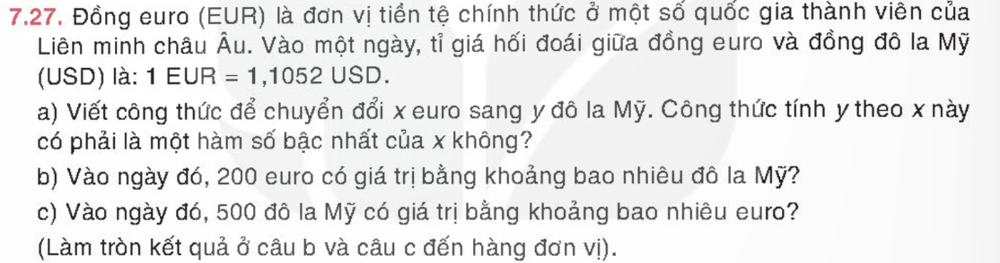 7.27. Đồng euro (EUR) là đơn vị tiền tệ chính thức ở một số quốc gia thành viên của
Liên minh châu Âu. Vào một ngày, tỉ giá hối đoái giữa đồng euro và đồng đô la Mỹ
(USD) là: 1 EUR = 1,1052 USD.
a) Viết công thức để chuyển đổi x euro sang y đô la Mỹ. Công thức tính y theo x này
có phải là một hàm số bậc nhất của x không?
b) Vào ngày đó, 200 euro có giá trị bằng khoảng bao nhiêu đô la Mỹ?
c) Vào ngày đó, 500 đô la Mỹ có giá trị bằng khoảng bao nhiêu euro?
(Làm tròn kết quả ở câu b và câu c đến hàng đơn vị).